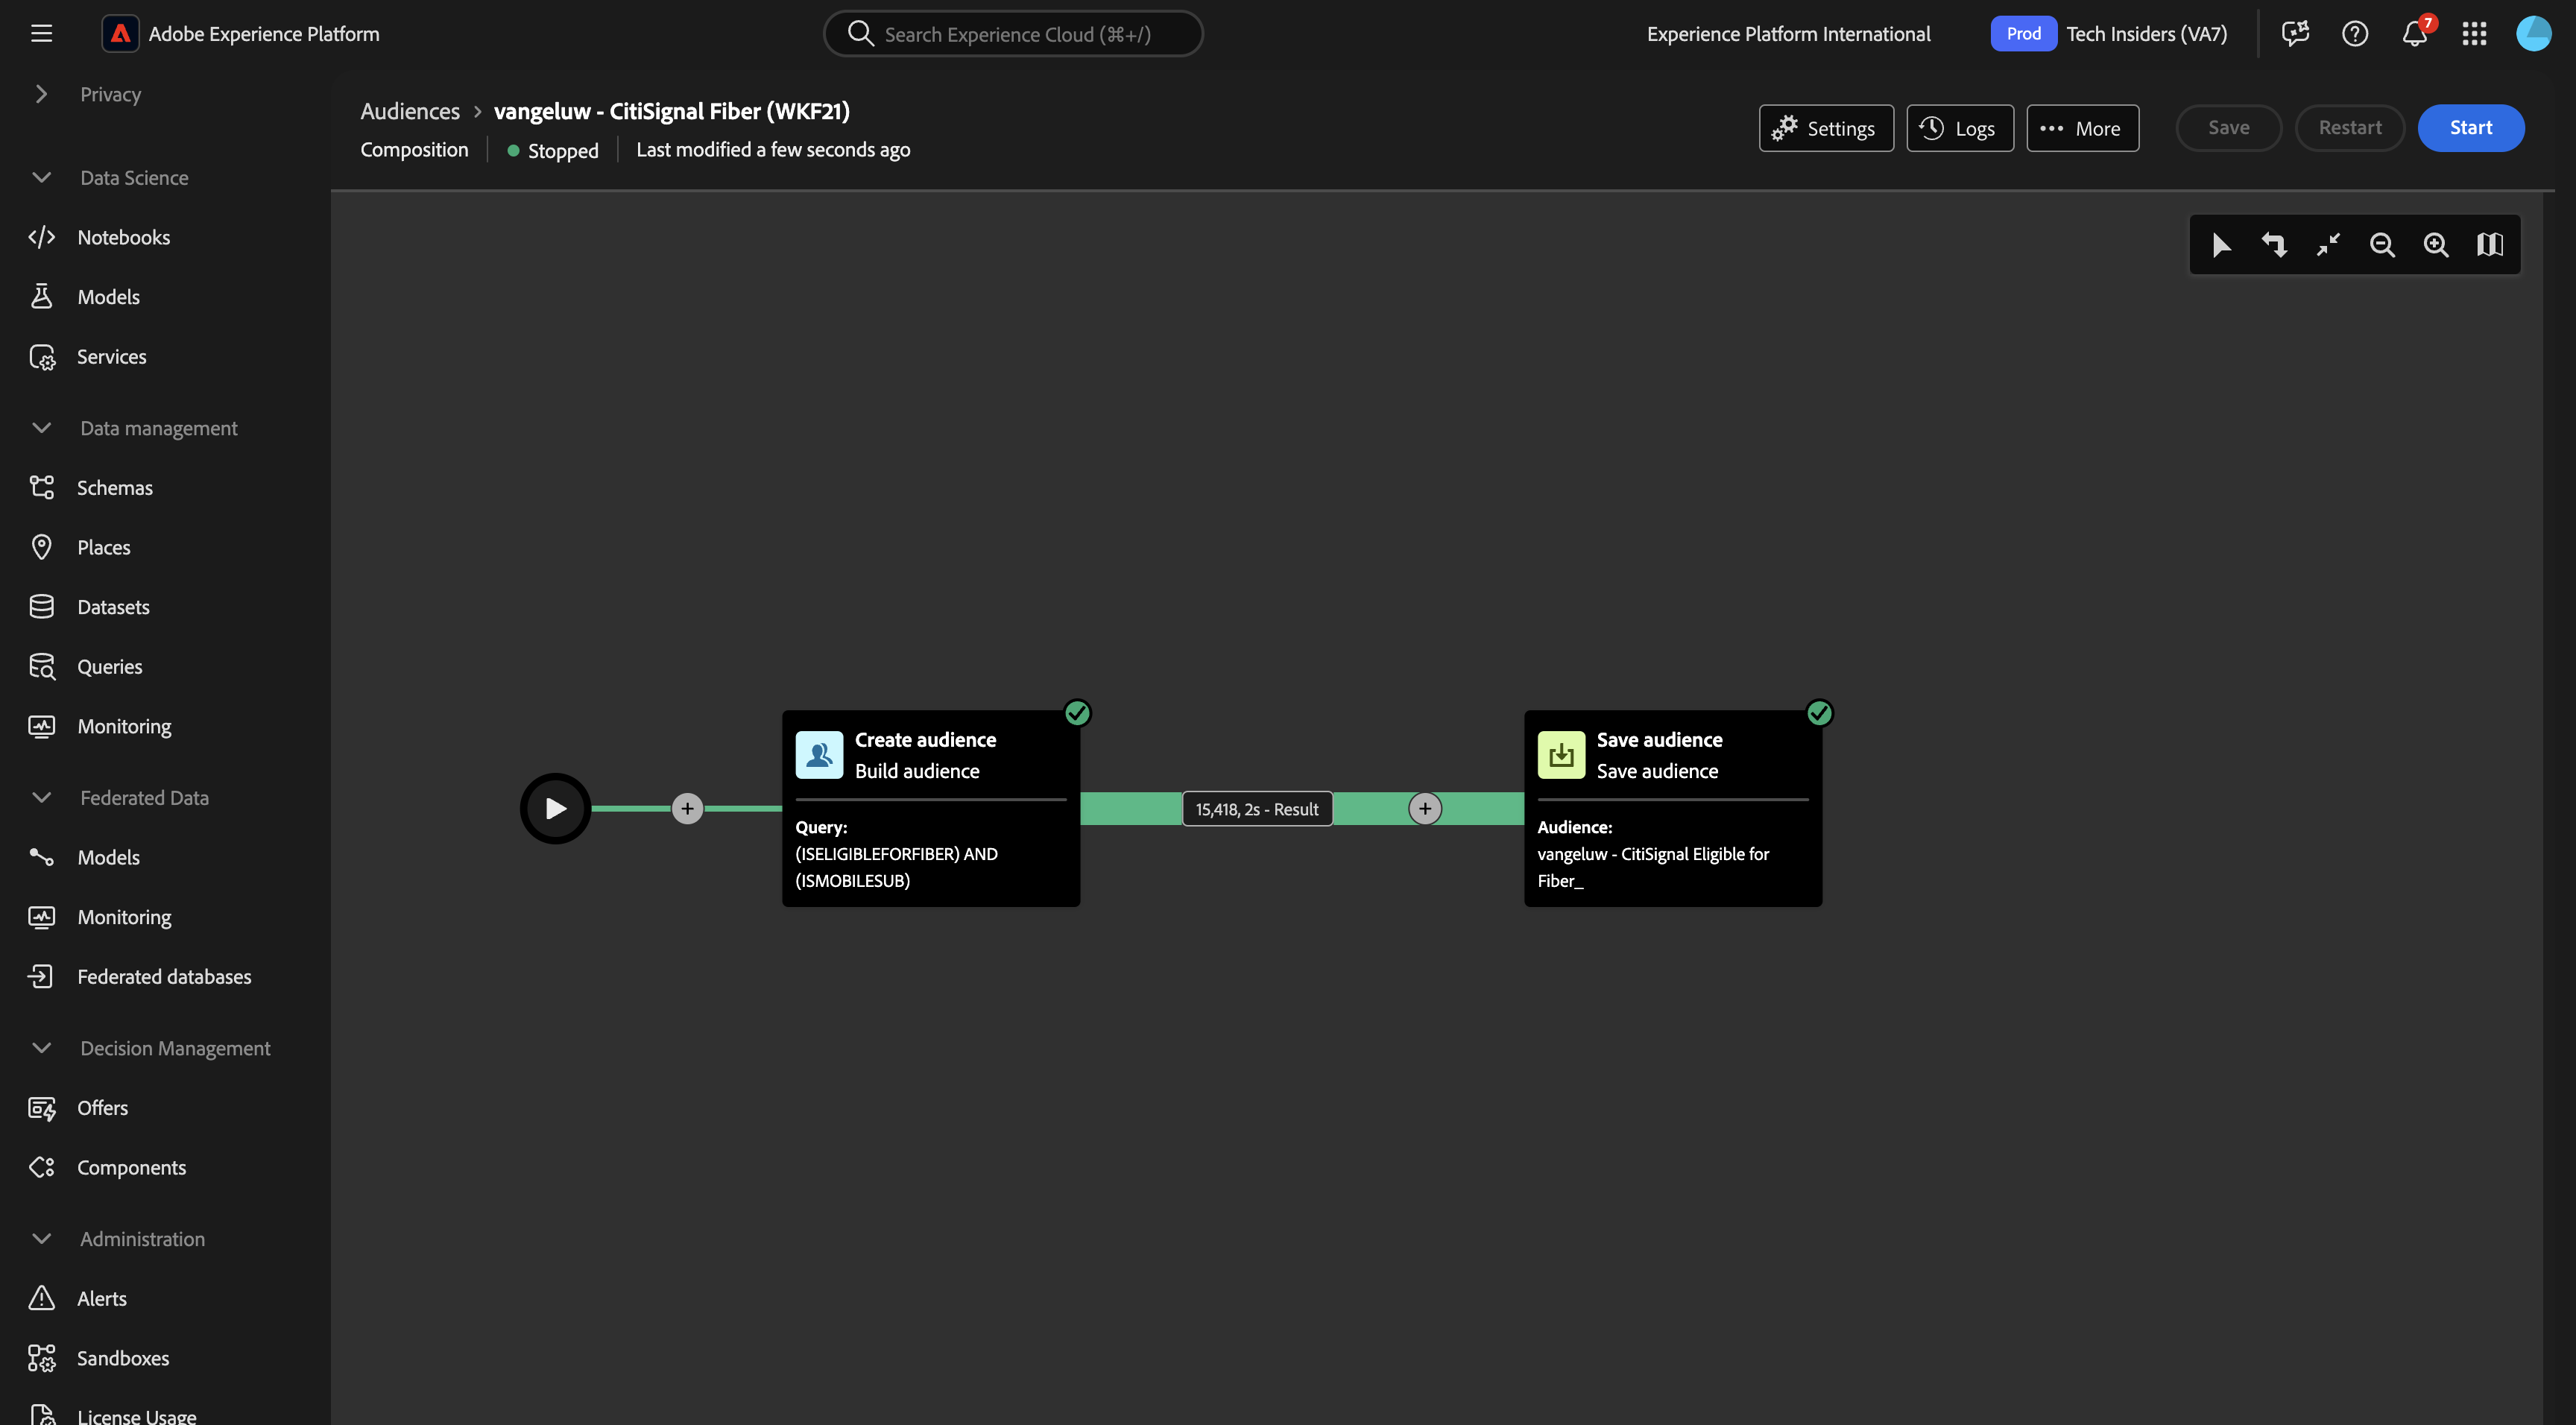 Adobe Experience Platform
Search Experience Cloud (⌘+/)
Experience Platform International
Prod
Tech Insiders (VA7)
7
Privacy
Data Science
Notebooks
Models
Services
Data management
Schemas
Places
Datasets
Queries
Monitoring
Federated Data
Models
Monitoring
Federated databases
Decision Management
Offers
Components
Administration
Alerts
Sandboxes
License Usage
Audiences > vangeluw - CitiSignal Fiber (WKF21)
Composition
Stopped
Last modified a few seconds ago
Settings
Logs
More
Save
Restart
Start
Create audience
Build audience
Query:
(ISELIGIBLEFORFIBER) AND
(ISMOBILESUB)
15,418, 2s - Result
Save audience
Save audience
Audience:
vangeluw - CitiSignal Eligible for
Fiber_